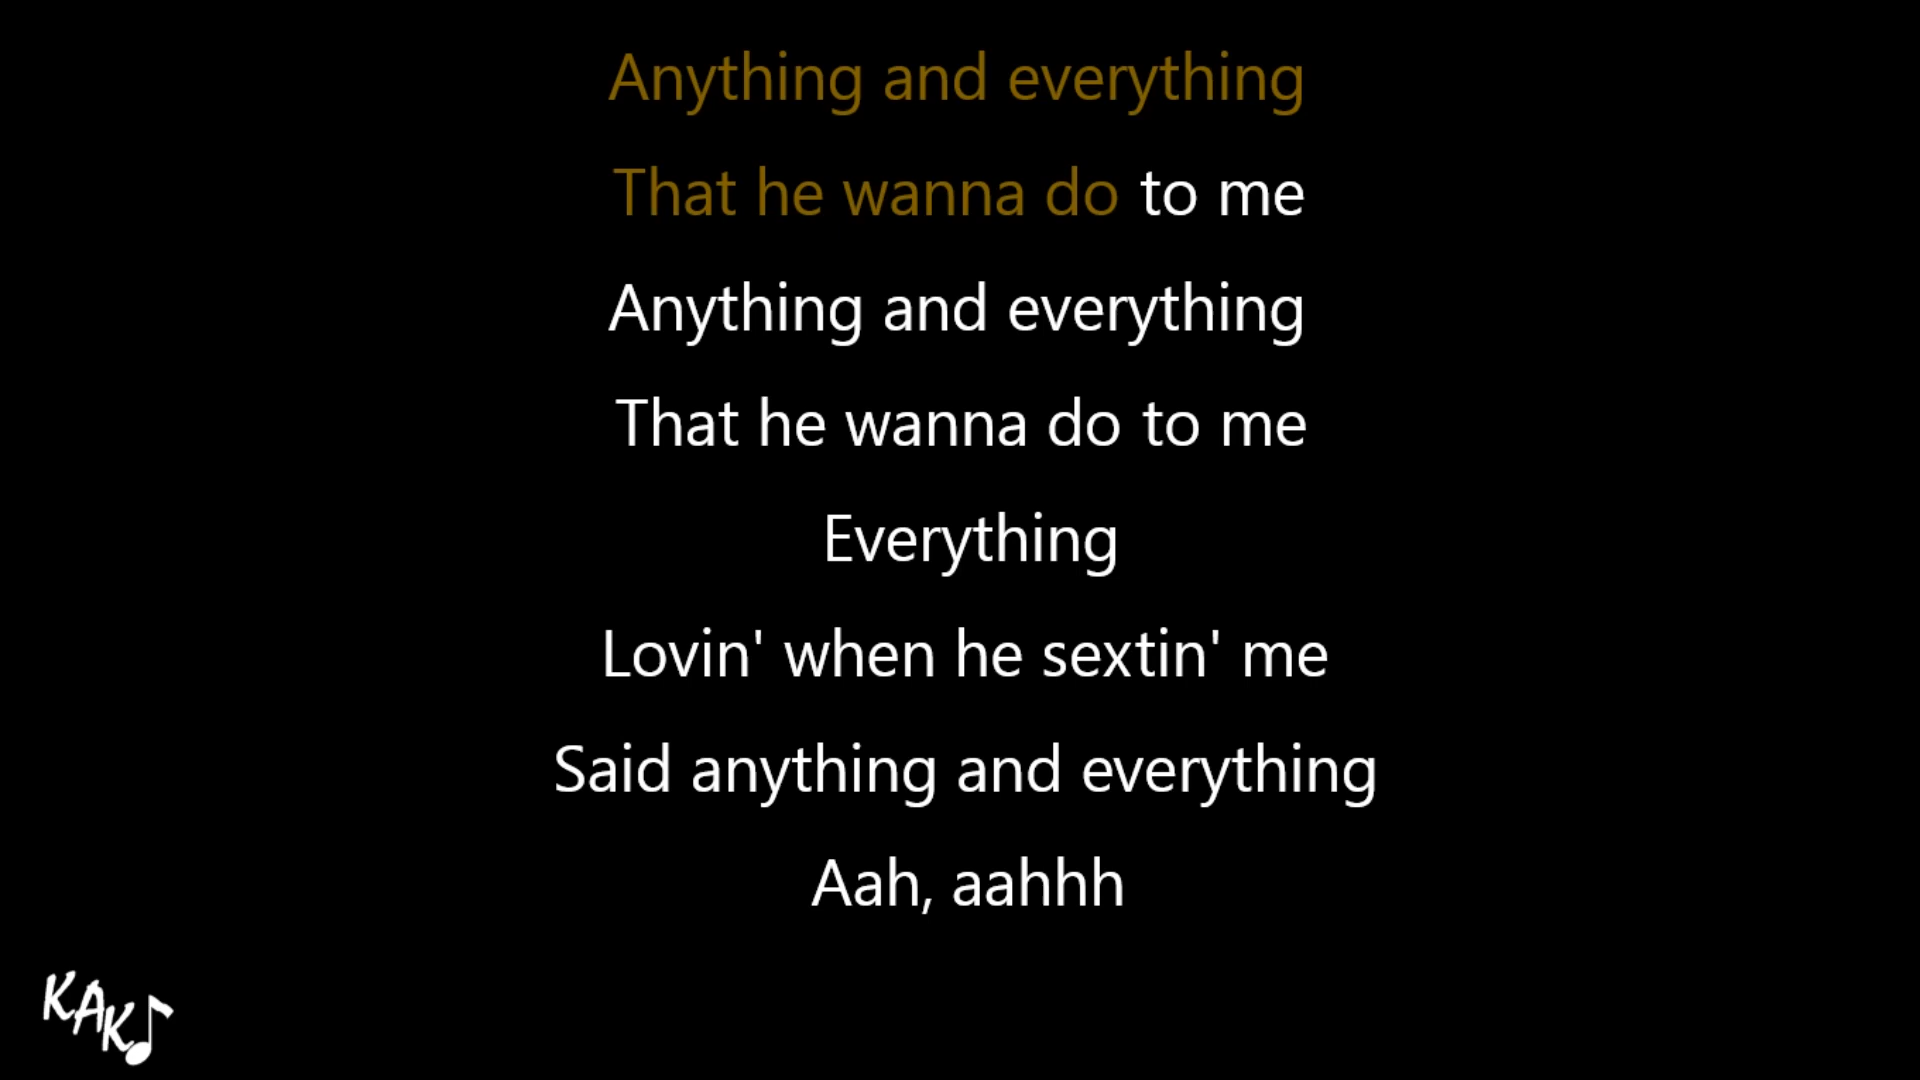 Anything and everything
That he wanna do to me
Anything and everything
That he wanna do to me
Everything
Lovin' when he sextin' me
Said anything and everything
Aah, aahhh
KAK